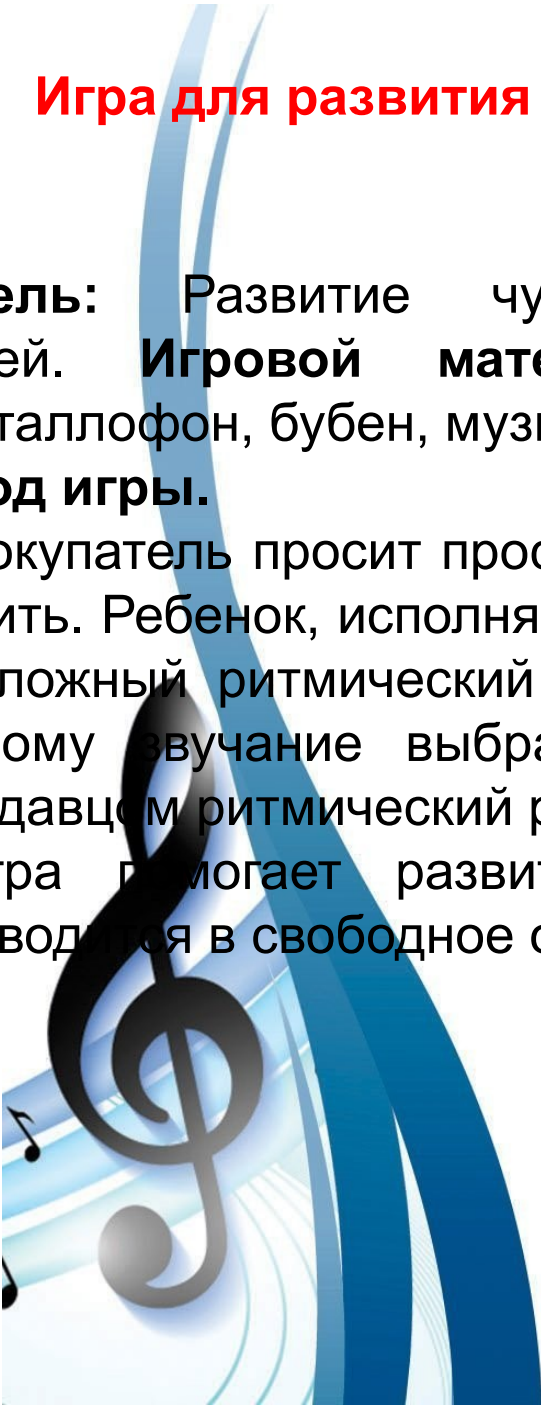 Игра для развития
ель: Развитие чу
ей. Игровой мате
таллофон, бубен, музы
од игры.
окупатель просит прос
ить. Ребенок, исполня
ложный ритмический
ому звучание выбра
давцом ритмический р
гра помогает разви
водится в свободное о